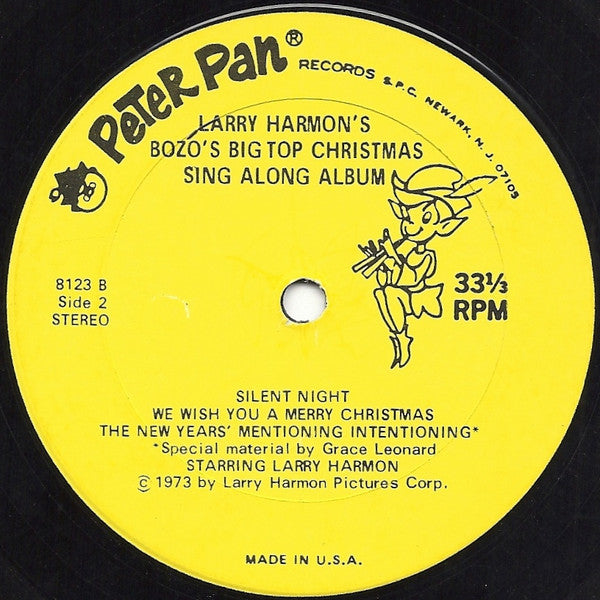 Peter Pan® RECORDS S.P.C. NEWARK, N. J. 07105
LARRY HARMON'S
BOZO'S BIG TOP CHRISTMAS
SING ALONG ALBUM
8123 B
Side 2
STEREO
33⅓
RPM
SILENT NIGHT
WE WISH YOU A MERRY CHRISTMAS
THE NEW YEARS' MENTIONING INTENTIONING*
*Special material by Grace Leonard
STARRING LARRY HARMON
© 1973 by Larry Harmon Pictures Corp.
MADE IN U.S.A.